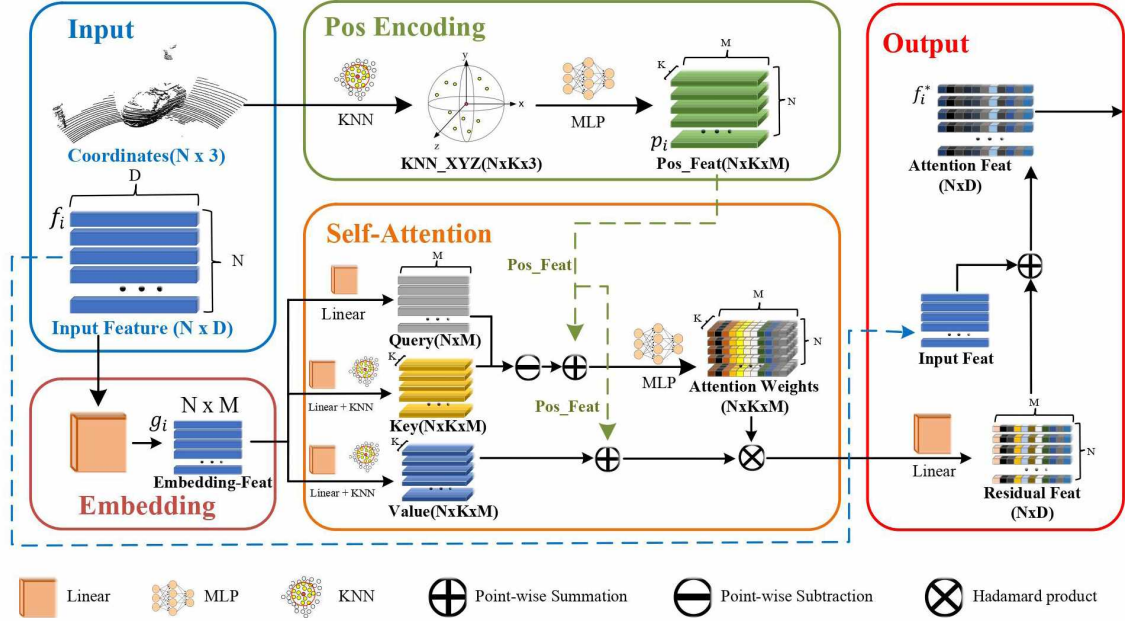 Input
Coordinates(N x 3)
D
f_i
N
Input Feature (N x D)
Pos Encoding
KNN
y
x
z
KNN_XYZ(NxKx3)
MLP
M
K
N
p_i
Pos_Feat(NxKxM)
Self-Attention
Pos_Feat
Linear
M
Query(NxM)
Linear + KNN
K
Key(NxKxM)
Linear + KNN
K
Value(NxKxM)
Pos_Feat
MLP
M
K
N
Attention Weights
(NxKxM)
Embedding
g_i
N x M
Embedding-Feat
Output
f_i^*
Attention Feat
(NxD)
Input Feat
Linear
M
N
Residual Feat
(NxD)
Linear
MLP
KNN
Point-wise Summation
Point-wise Subtraction
Hadamard product